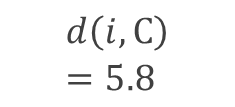 d(i, C)
= 5.8